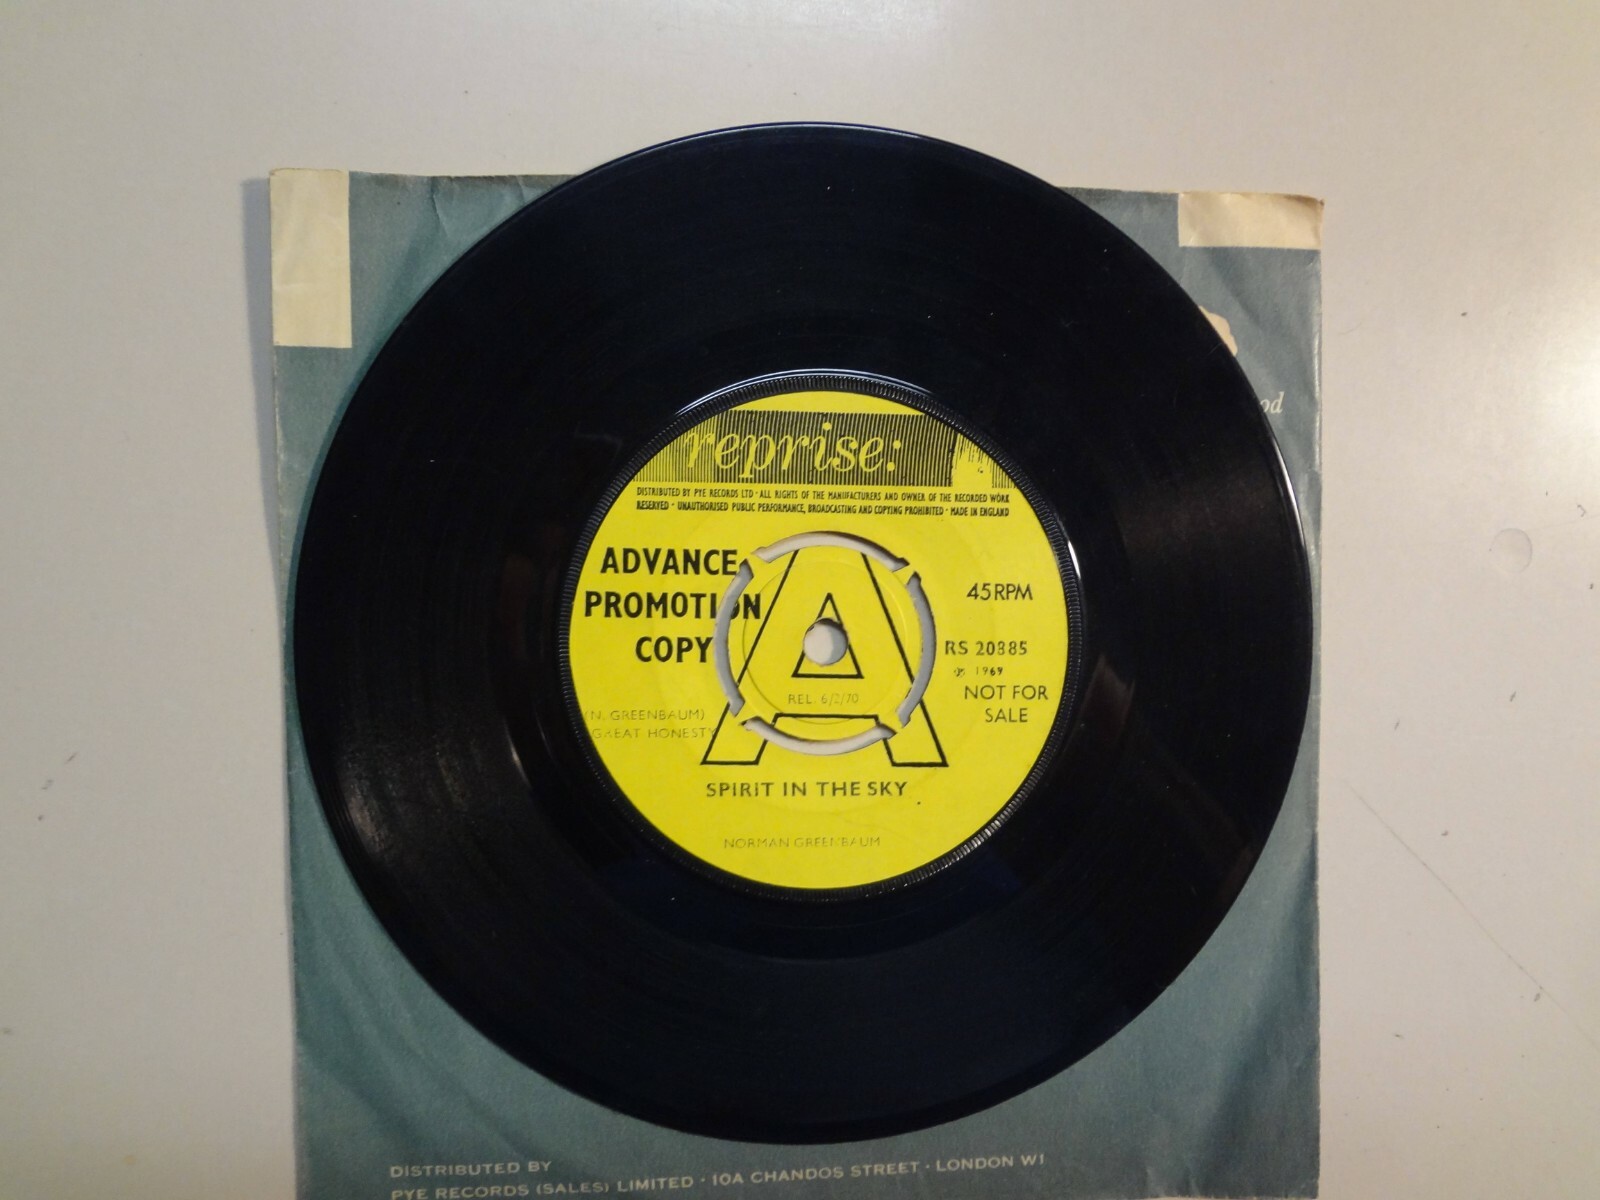 reprise:
DISTRIBUTED BY PYE RECORDS LTD · ALL RIGHTS OF THE MANUFACTURERS AND OWNER OF THE RECORDED WORK
RESERVED · UNAUTHORISED PUBLIC PERFORMANCE, BROADCASTING AND COPYING PROHIBITED · MADE IN ENGLAND
ADVANCE
PROMOTION
COPY
A
45 RPM
RS 20885
℗ 1969
NOT FOR
SALE
REL. 6/2/70
(N. GREENBAUM)
GREAT HONESTY
SPIRIT IN THE SKY
NORMAN GREENBAUM
DISTRIBUTED BY
PYE RECORDS (SALES) LIMITED · 10A CHANDOS STREET · LONDON W1